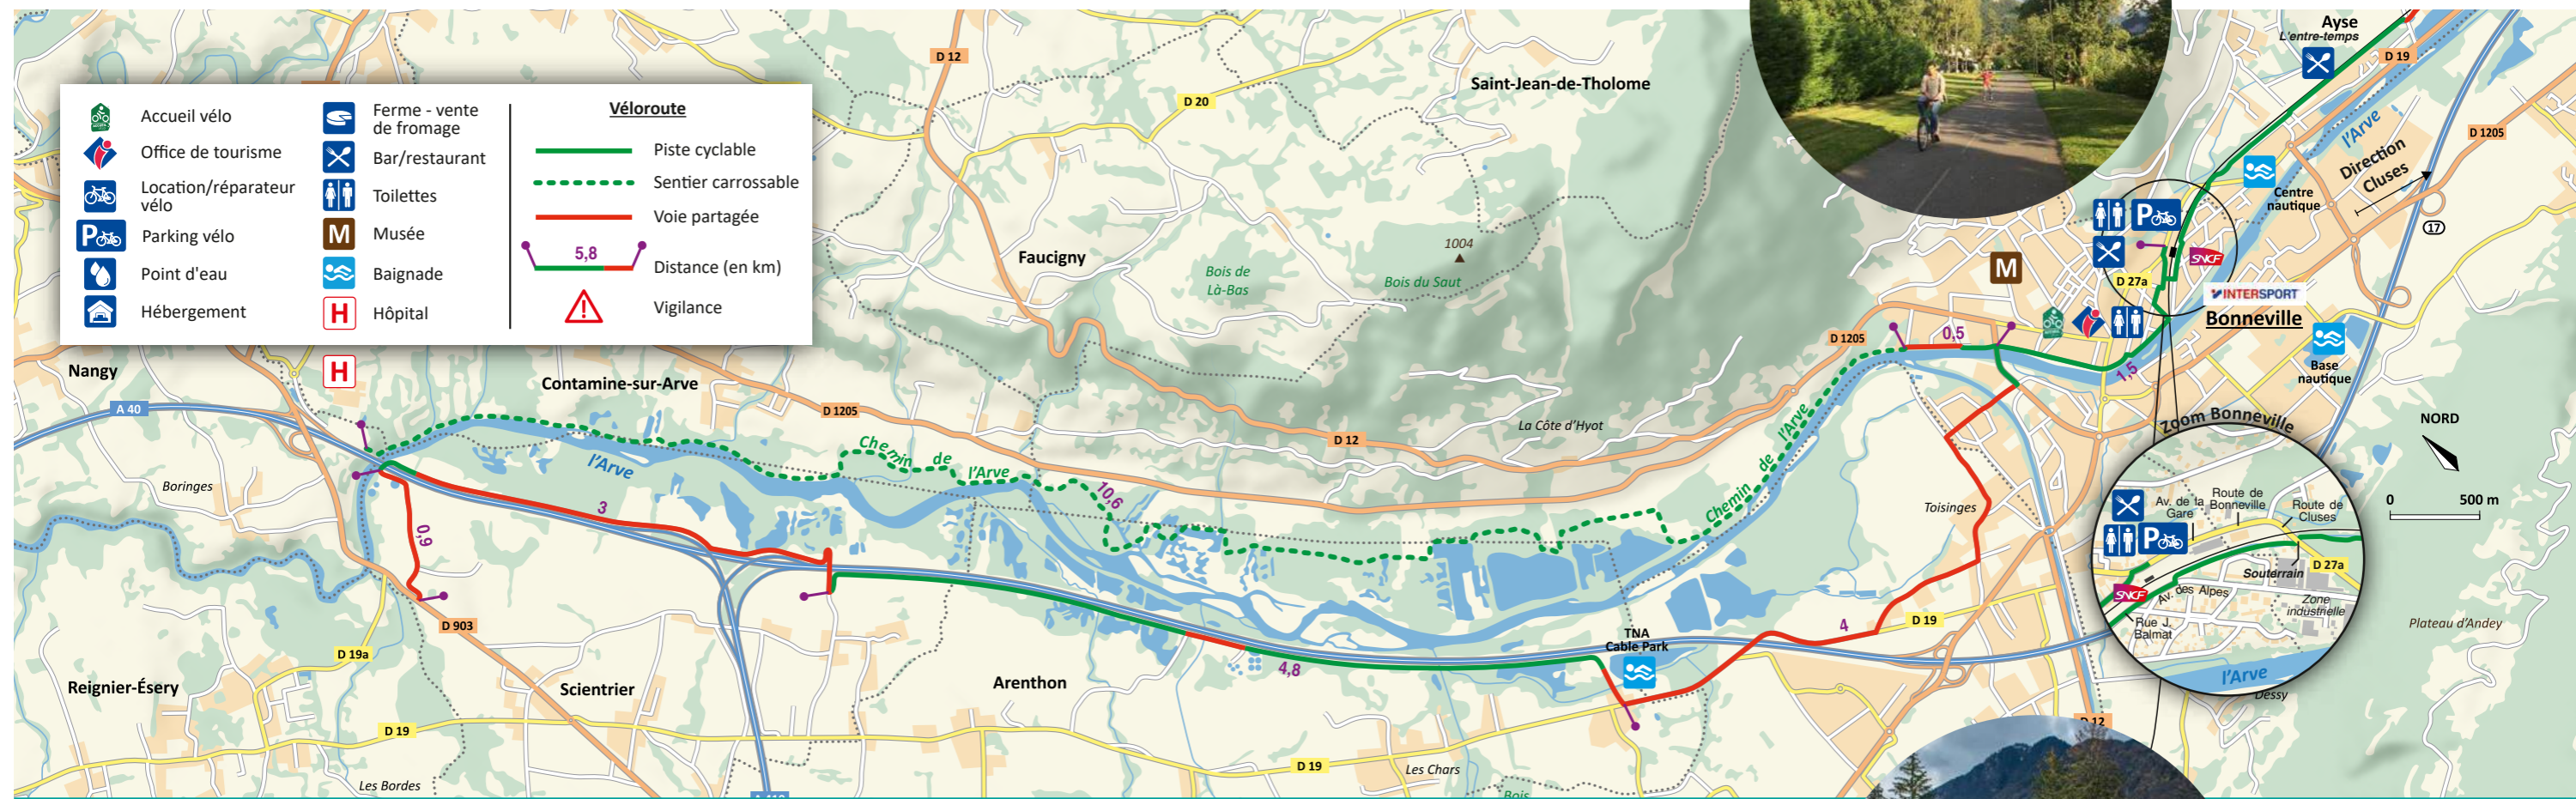 Accueil vélo
Office de tourisme
Location/réparateur
vélo
Parking vélo
Point d'eau
Hébergement
Ferme - vente
de fromage
Bar/restaurant
Toilettes
Musée
Baignade
Hôpital
P
M
H
Véloroute
Piste cyclable
Sentier carrossable
Voie partagée
5,8
Distance (en km)
Vigilance
D 12
D 20
Saint-Jean-de-Tholome
Faucigny
Bois de
Là-Bas
1004
Bois du Saut
La Côte d'Hyot
Ayse
L'entre-temps
D 19
l'Arve
D 1205
Direction
Cluses
Centre
nautique
17
P
SNCF
M
D 27a
INTERSPORT
Bonneville
Base
nautique
D 1205
0,5
1,5
Nangy
H
Contamine-sur-Arve
A 40
D 1205
D 12
l'Arve
Chemin de l'Arve
Chemin de l'Arve
10,6
Boringes
3
0,9
D 903
D 19a
Reignier-Ésery
Scientrier
Arenthon
4,8
TNA
Cable Park
4
D 19
Toisinges
D 19
Les Bordes
D 19
Les Chars
Bois
A 410
D 12
NORD
0 500 m
Plateau d'Andey
Dessy
Zoom Bonneville
Av. de la
Gare
Route de
Bonneville
Route de
Cluses
P
D 27a
Souterrain
SNCF
Av. des Alpes
Zone
industrielle
Rue J.
Balmat
l'Arve